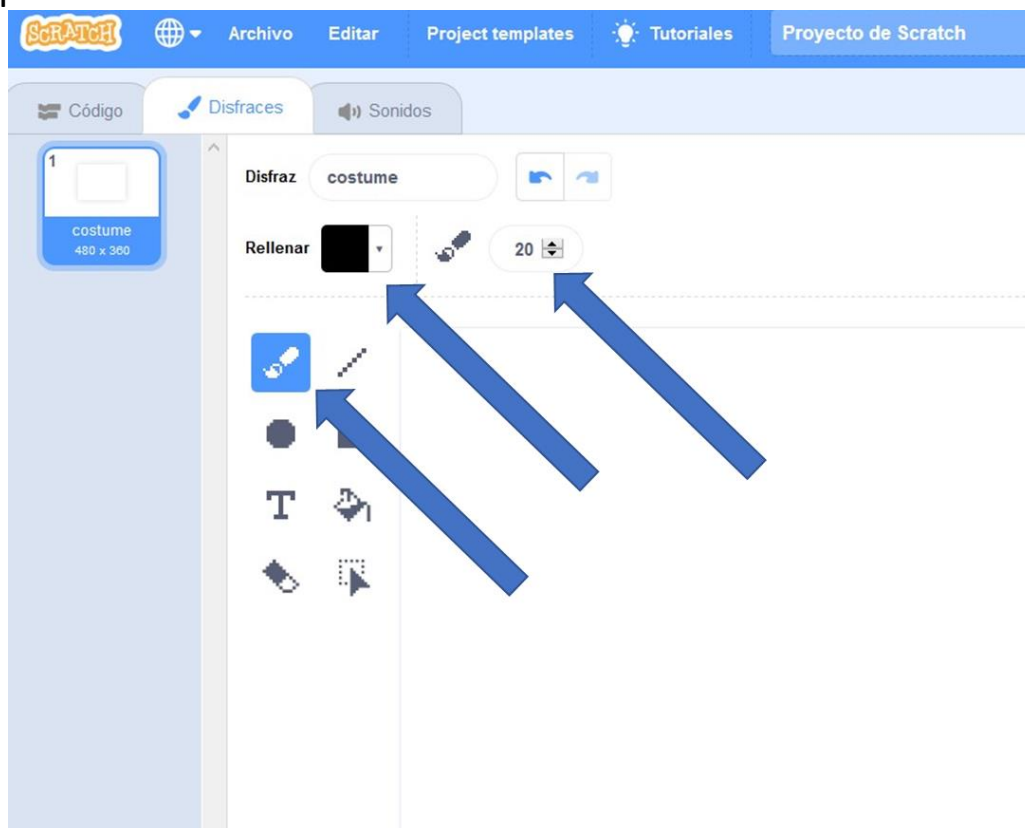 SCRATCH Archivo Editar Project templates Tutoriales Proyecto de Scratch
Código Disfraces Sonidos
1
costume
480 x 360
Disfraz costume
Rellenar 20
T